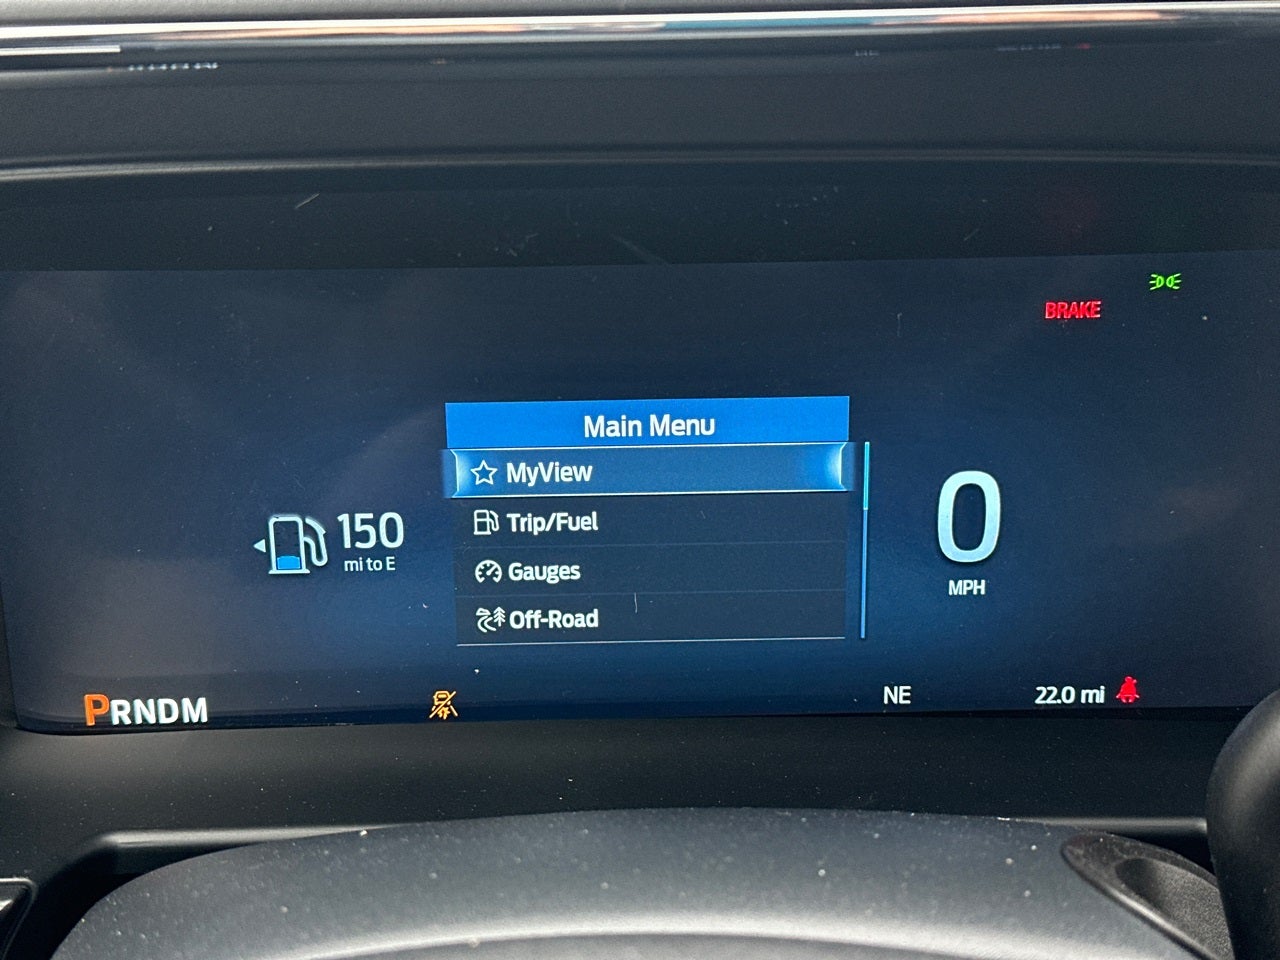 BRAKE
Main Menu
MyView
Trip/Fuel
Gauges
Off-Road
150
mi to E
0
MPH
PRNDM
NE
22.0 mi